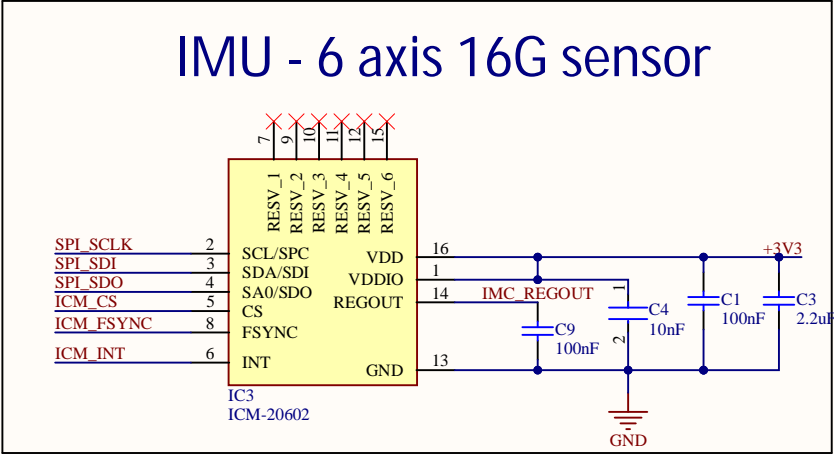 IMU - 6 axis 16G sensor
7 9 10 11 12 15
RESV_1 RESV_2 RESV_3 RESV_4 RESV_5 RESV_6
SPI_SCLK 2 SCL/SPC VDD 16 +3V3
SPI_SDI 3 SDA/SDI VDDIO 1
SPI_SDO 4 SA0/SDO REGOUT 14 IMC_REGOUT 1
ICM_CS 5 CS
ICM_FSYNC 8 FSYNC
C9 100nF
C4 10nF 2
C1 100nF
C3 2.2uF
ICM_INT 6 INT GND 13
IC3
ICM-20602
GND